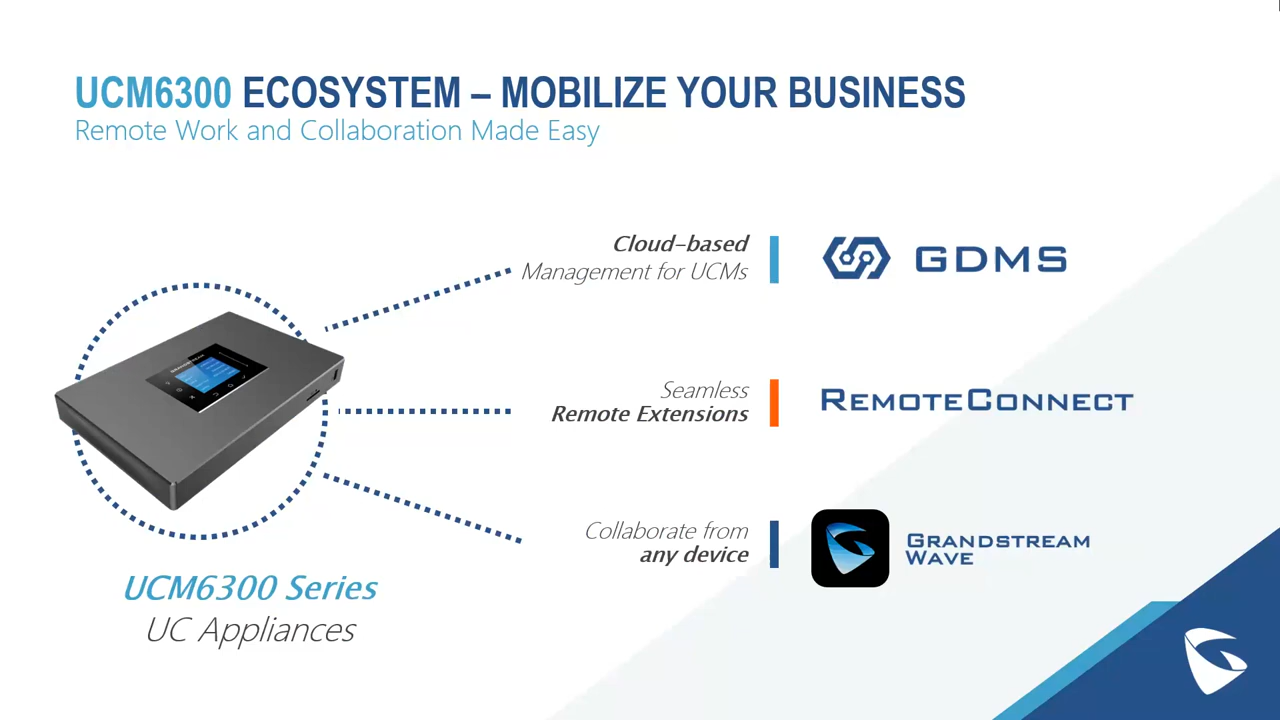 UCM6300 ECOSYSTEM – MOBILIZE YOUR BUSINESS
Remote Work and Collaboration Made Easy
Cloud-based
Management for UCMs
GDMS
Seamless
Remote Extensions
REMOTECONNECT
Collaborate from
any device
GRANDSTREAM
WAVE
UCM6300 Series
UC Appliances